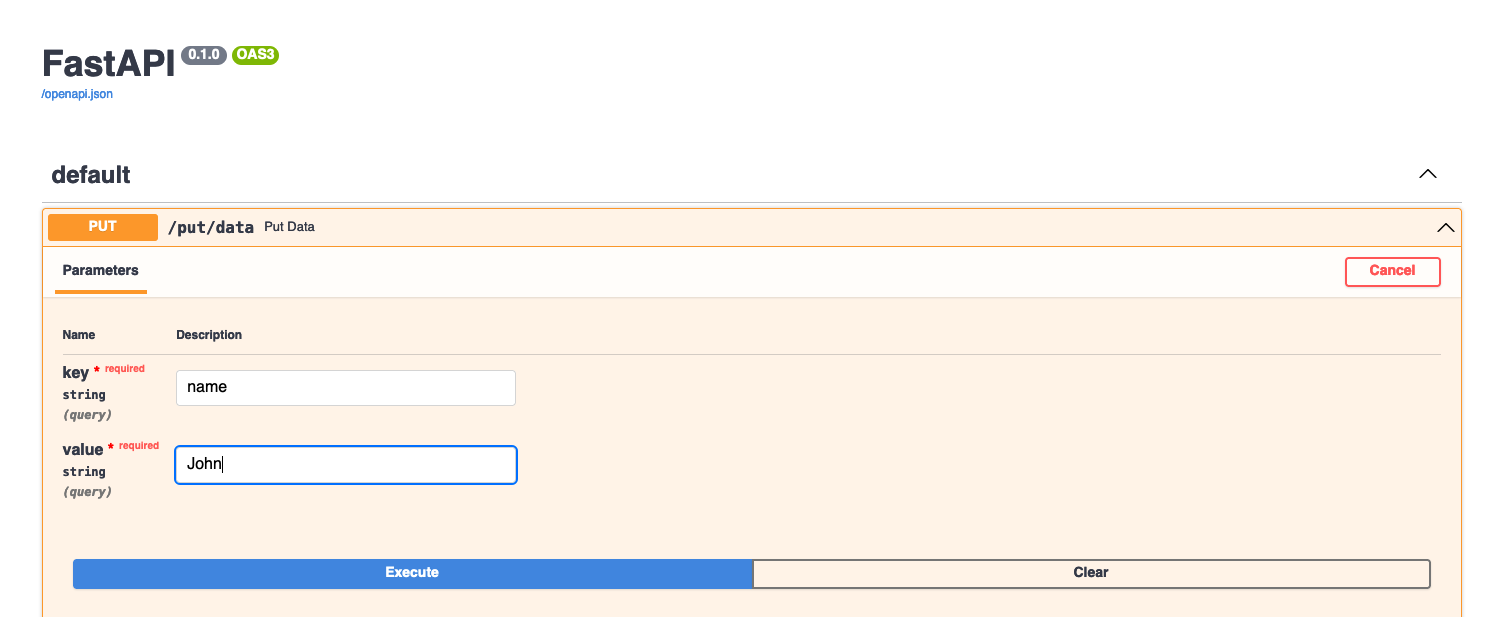 FastAPI 0.1.0 OAS3
/openapi.json
default
PUT /put/data Put Data
Parameters Cancel
Name Description
key * required
string
(query)
name
value * required
string
(query)
John
Execute Clear